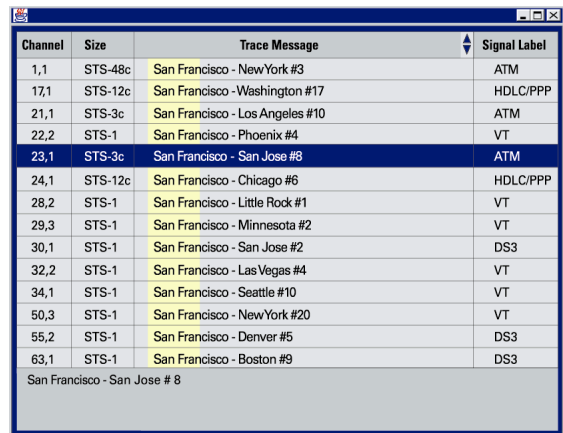 Channel Size Trace Message Signal Label
1,1 STS-48c San Francisco - NewYork #3 ATM
17,1 STS-12c San Francisco -Washington #17 HDLC/PPP
21,1 STS-3c San Francisco - Los Angeles #10 ATM
22,2 STS-1 San Francisco - Phoenix #4 VT
23,1 STS-3c San Francisco - San Jose #8 ATM
24,1 STS-12c San Francisco - Chicago #6 HDLC/PPP
28,2 STS-1 San Francisco - Little Rock #1 VT
29,3 STS-1 San Francisco - Minnesota #2 VT
30,1 STS-1 San Francisco - San Jose #2 DS3
32,2 STS-1 San Francisco - LasVegas #4 VT
34,1 STS-1 San Francisco - Seattle #10 VT
50,3 STS-1 San Francisco - NewYork #20 VT
55,2 STS-1 San Francisco - Denver #5 DS3
63,1 STS-1 San Francisco - Boston #9 DS3
San Francisco - San Jose # 8